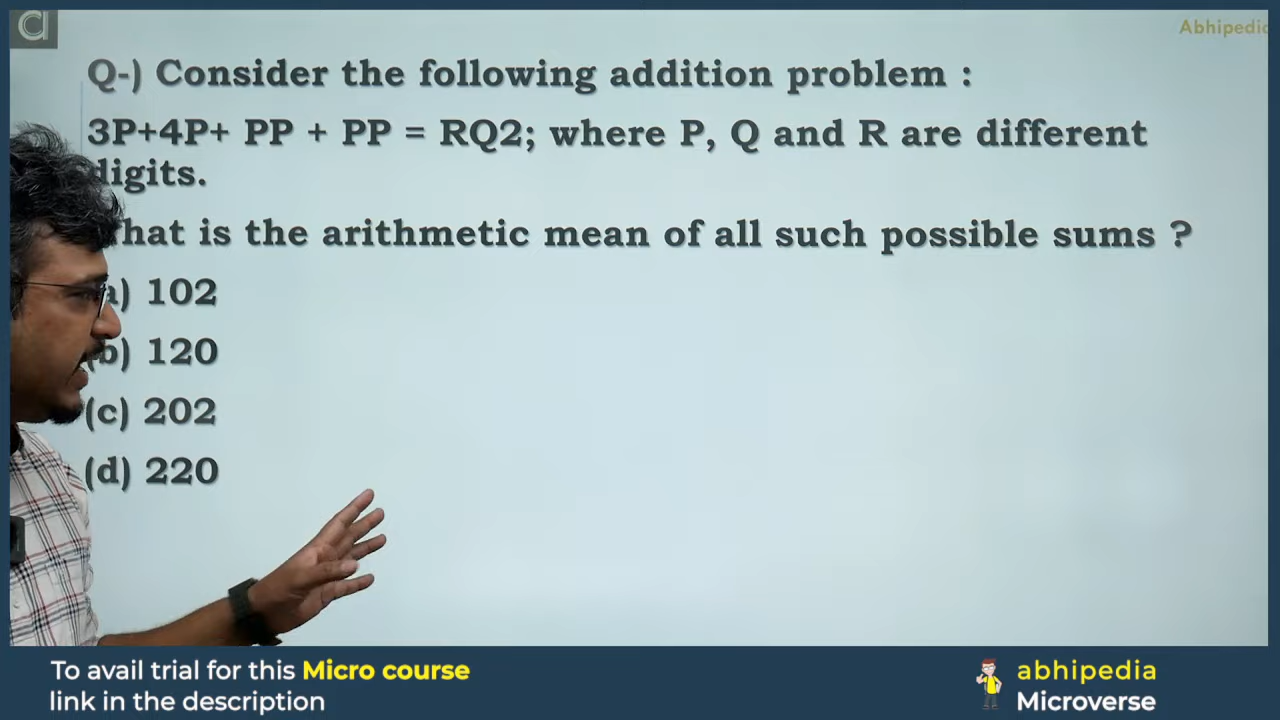 Abhipedia
Q-) Consider the following addition problem :
3P+4P+ PP + PP = RQ2; where P, Q and R are different
digits.
hat is the arithmetic mean of all such possible sums ?
a) 102
(b) 120
(c) 202
(d) 220
To avail trial for this Micro course
link in the description
abhipedia
Microverse